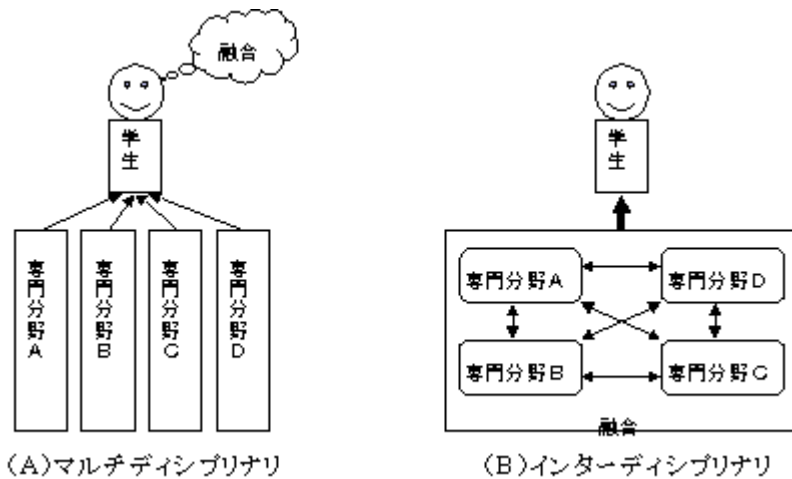 融合
学生
専門分野A
専門分野B
専門分野C
専門分野D
(A)マルチディシプリナリ
学生
専門分野A
専門分野D
専門分野B
専門分野C
融合
(B)インターディシプリナリ